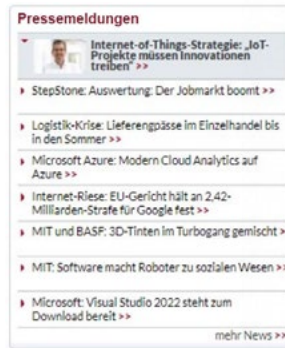 Pressemeldungen
Internet-of-Things-Strategie: „IoT-
Projekte müssen Innovationen
treiben" >>
StepStone: Auswertung: Der Jobmarkt boomt >>
Logistik-Krise: Lieferengpässe im Einzelhandel bis
in den Sommer >>
Microsoft Azure: Modern Cloud Analytics auf
Azure >>
Internet-Riese: EU-Gericht hält an 2,42-
Milliarden-Strafe für Google fest >>
MIT und BASF: 3D-Tinten im Turbogang gemischt >
MIT: Software macht Roboter zu sozialen Wesen >>
Microsoft: Visual Studio 2022 steht zum
Download bereit >>
mehr News >>